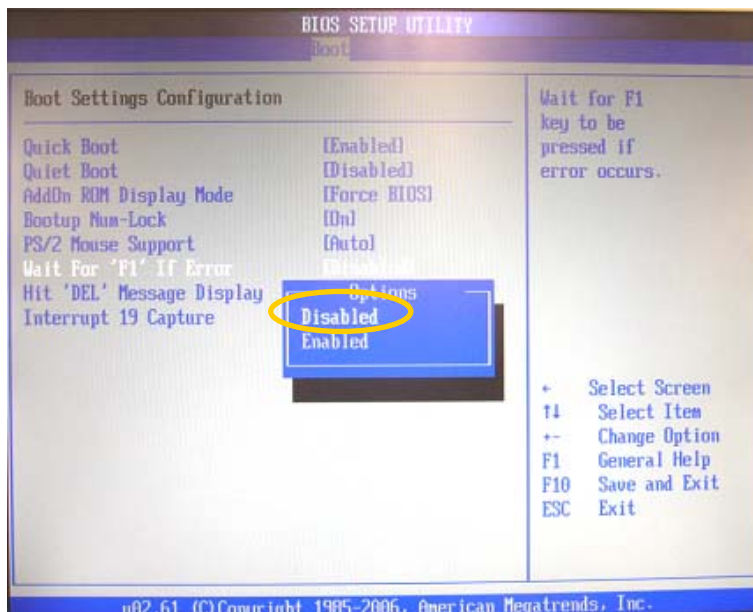 BIOS SETUP UTILITY
Boot
Boot Settings Configuration
Quick Boot [Enabled]
Quiet Boot [Disabled]
AddOn ROM Display Mode [Force BIOS]
Bootup Num-Lock [On]
PS/2 Mouse Support [Auto]
Wait For 'F1' If Error [Disabled]
Hit 'DEL' Message Display
Interrupt 19 Capture
Options
Disabled
Enabled
Wait for F1
key to be
pressed if
error occurs.
← Select Screen
↑↓ Select Item
+- Change Option
F1 General Help
F10 Save and Exit
ESC Exit
v02.61 (C)Copyright 1985-2006, American Megatrends, Inc.